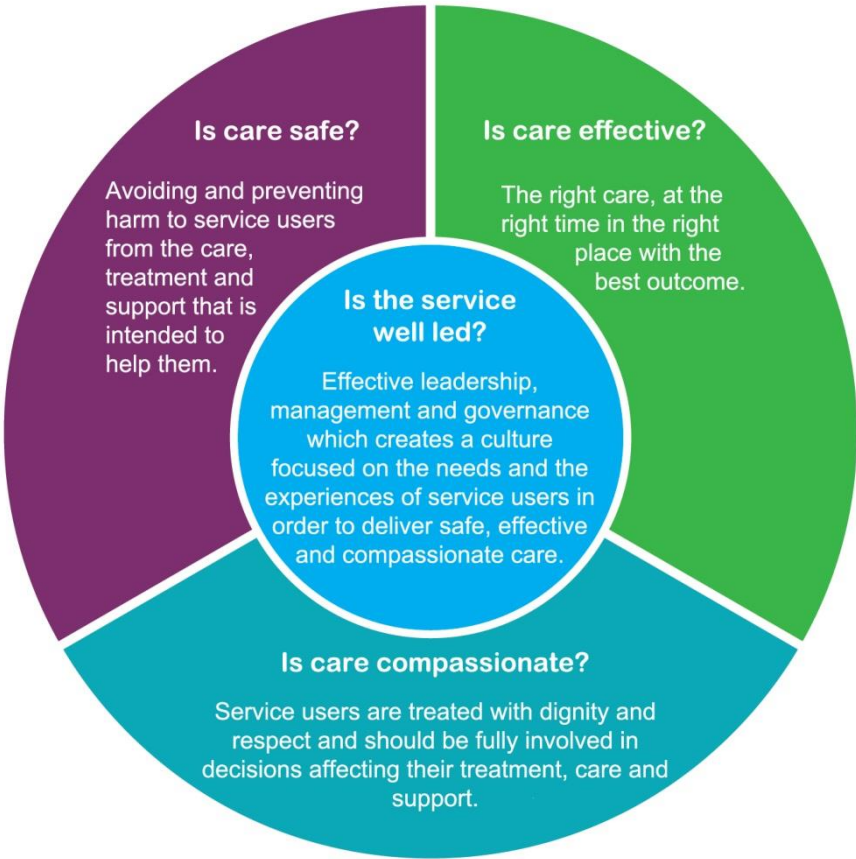 Is care safe?
Avoiding and preventing
harm to service users
from the care,
treatment and
support that is
intended to
help them.
Is care effective?
The right care, at the
right time in the right
place with the
best outcome.
Is the service
well led?
Effective leadership,
management and governance
which creates a culture
focused on the needs and the
experiences of service users in
order to deliver safe, effective
and compassionate care.
Is care compassionate?
Service users are treated with dignity and
respect and should be fully involved in
decisions affecting their treatment, care and
support.